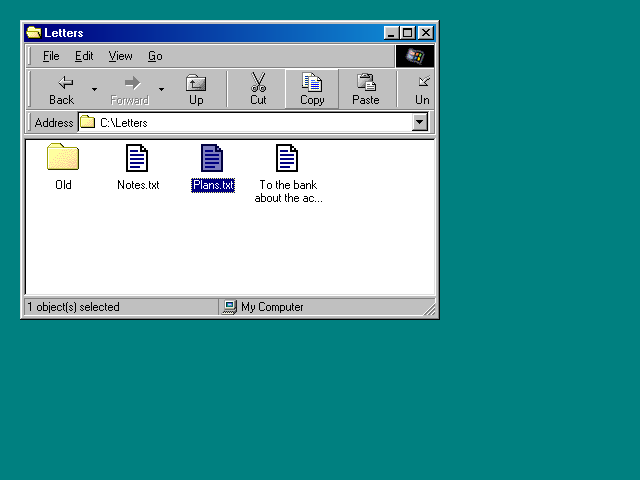 Letters
File Edit View Go
Back Forward Up Cut Copy Paste Un
Address C:\Letters
Old Notes.txt Plans.txt To the bank
about the ac...
1 object(s) selected My Computer